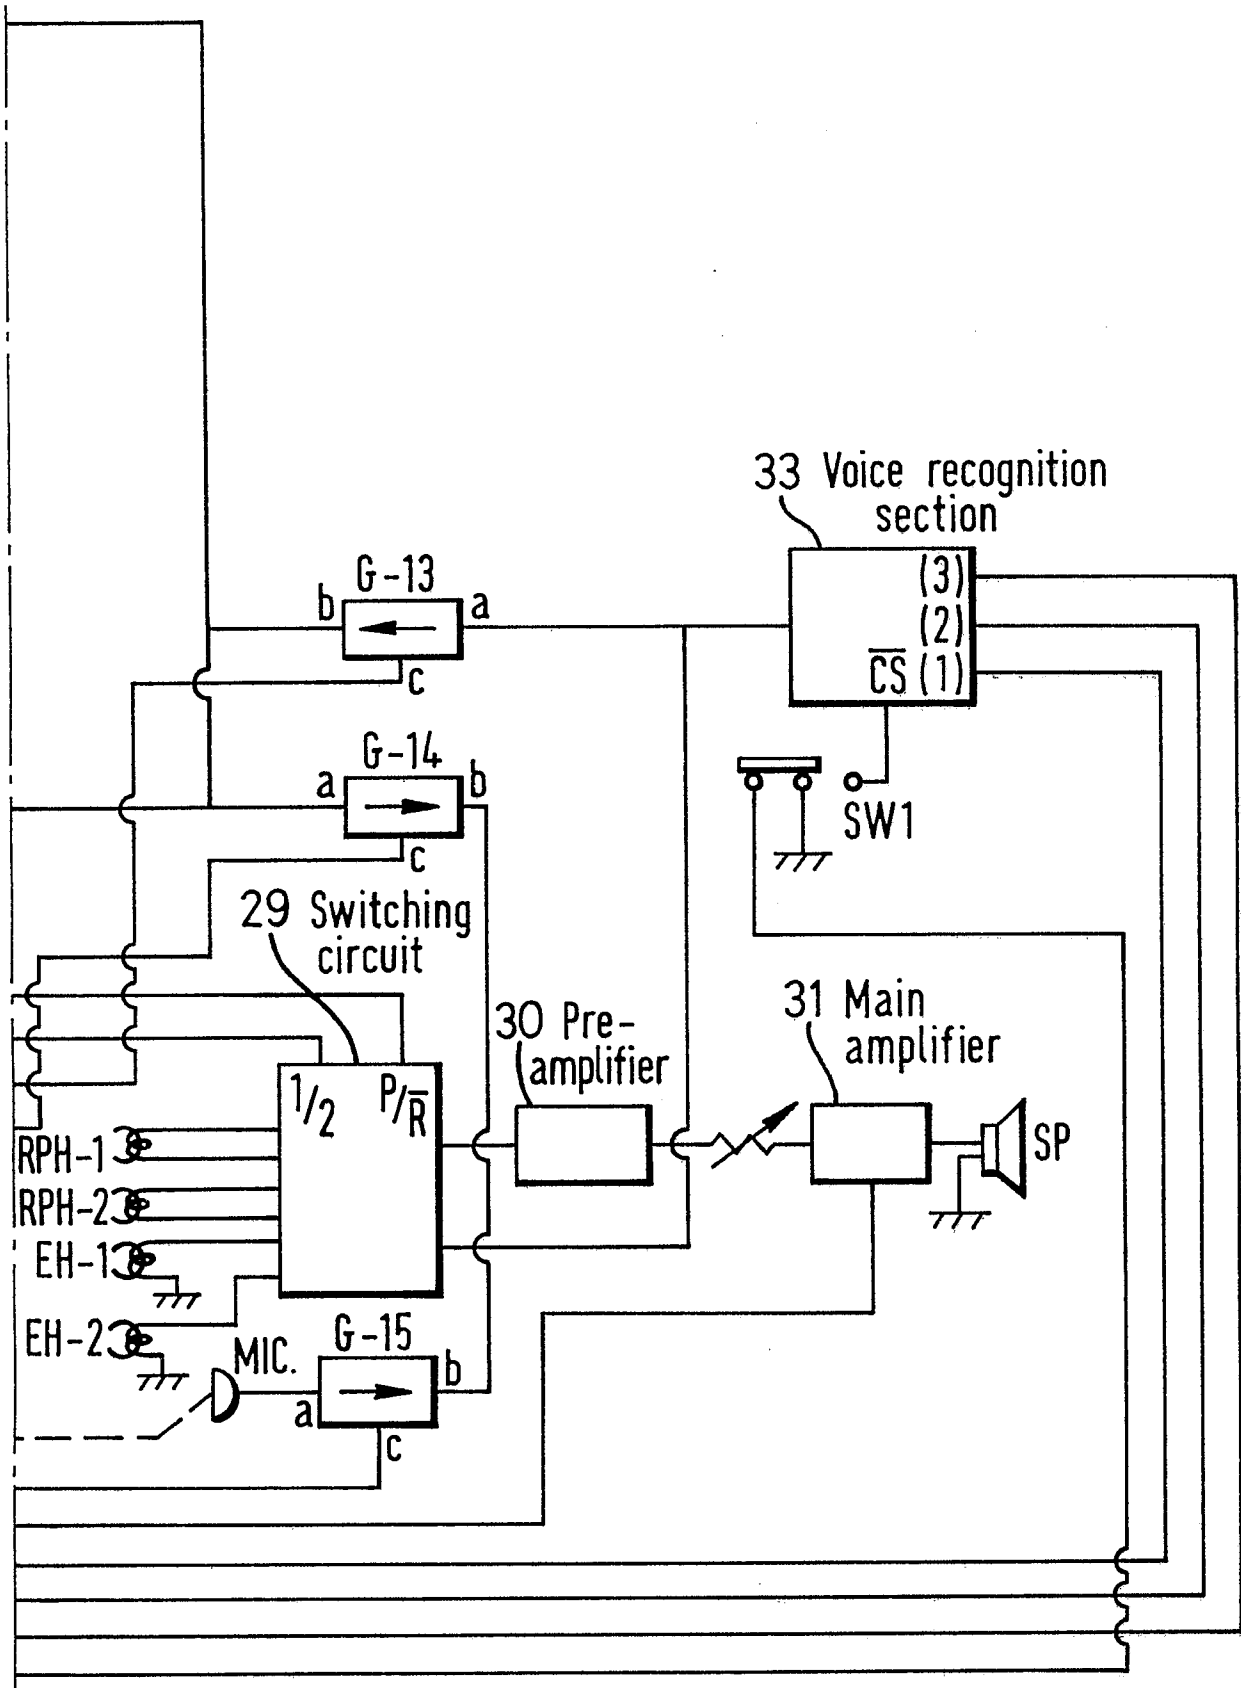 33 Voice recognition
section
G-13
b
a
c
(3)
(2)
C̅S̅ (1)
G-14
a
b
c
SW1
29 Switching
circuit
30 Pre-
amplifier
31 Main
amplifier
1/2
P/R̅
RPH-1
RPH-2
EH-1
EH-2
SP
MIC.
G-15
a
b
c